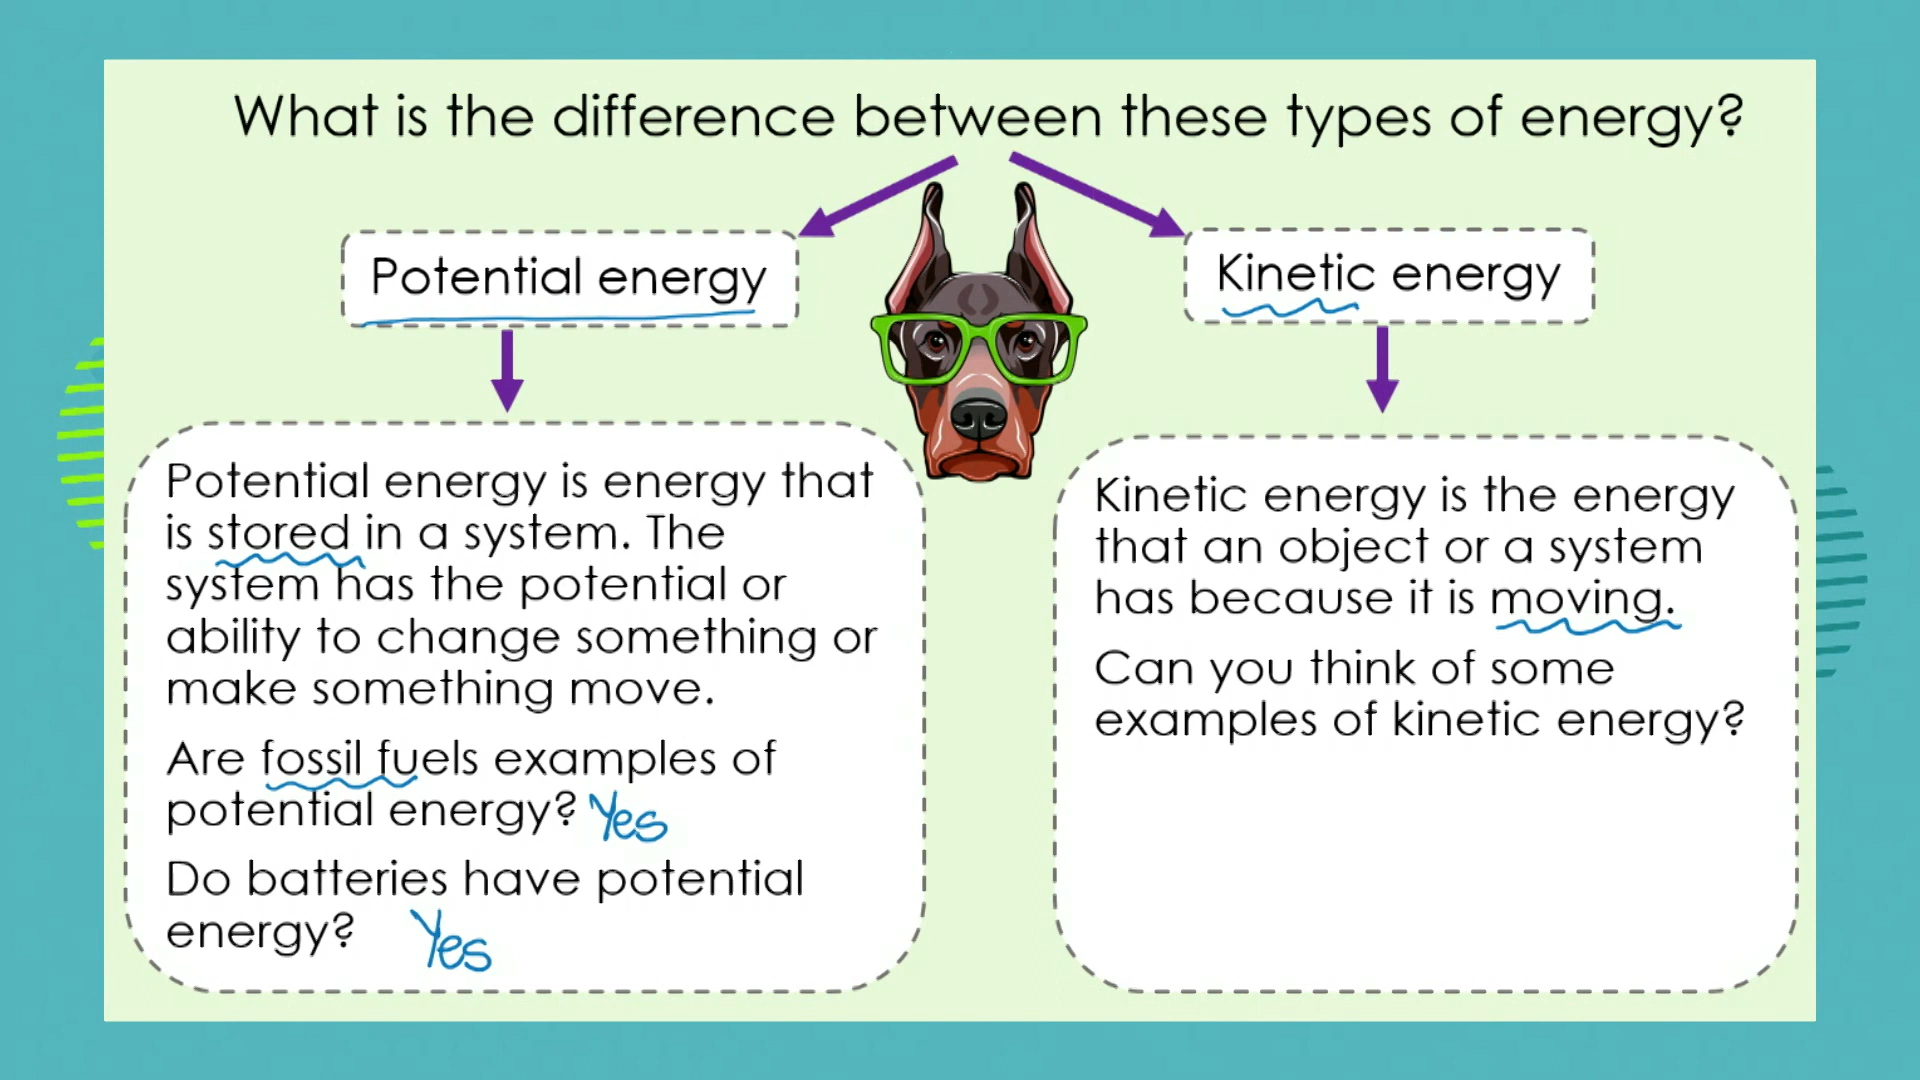 What is the difference between these types of energy?
Potential energy
Kinetic energy
Potential energy is energy that
is stored in a system. The
system has the potential or
ability to change something or
make something move.
Are fossil fuels examples of
potential energy? Yes
Do batteries have potential
energy? Yes
Kinetic energy is the energy
that an object or a system
has because it is moving.
Can you think of some
examples of kinetic energy?